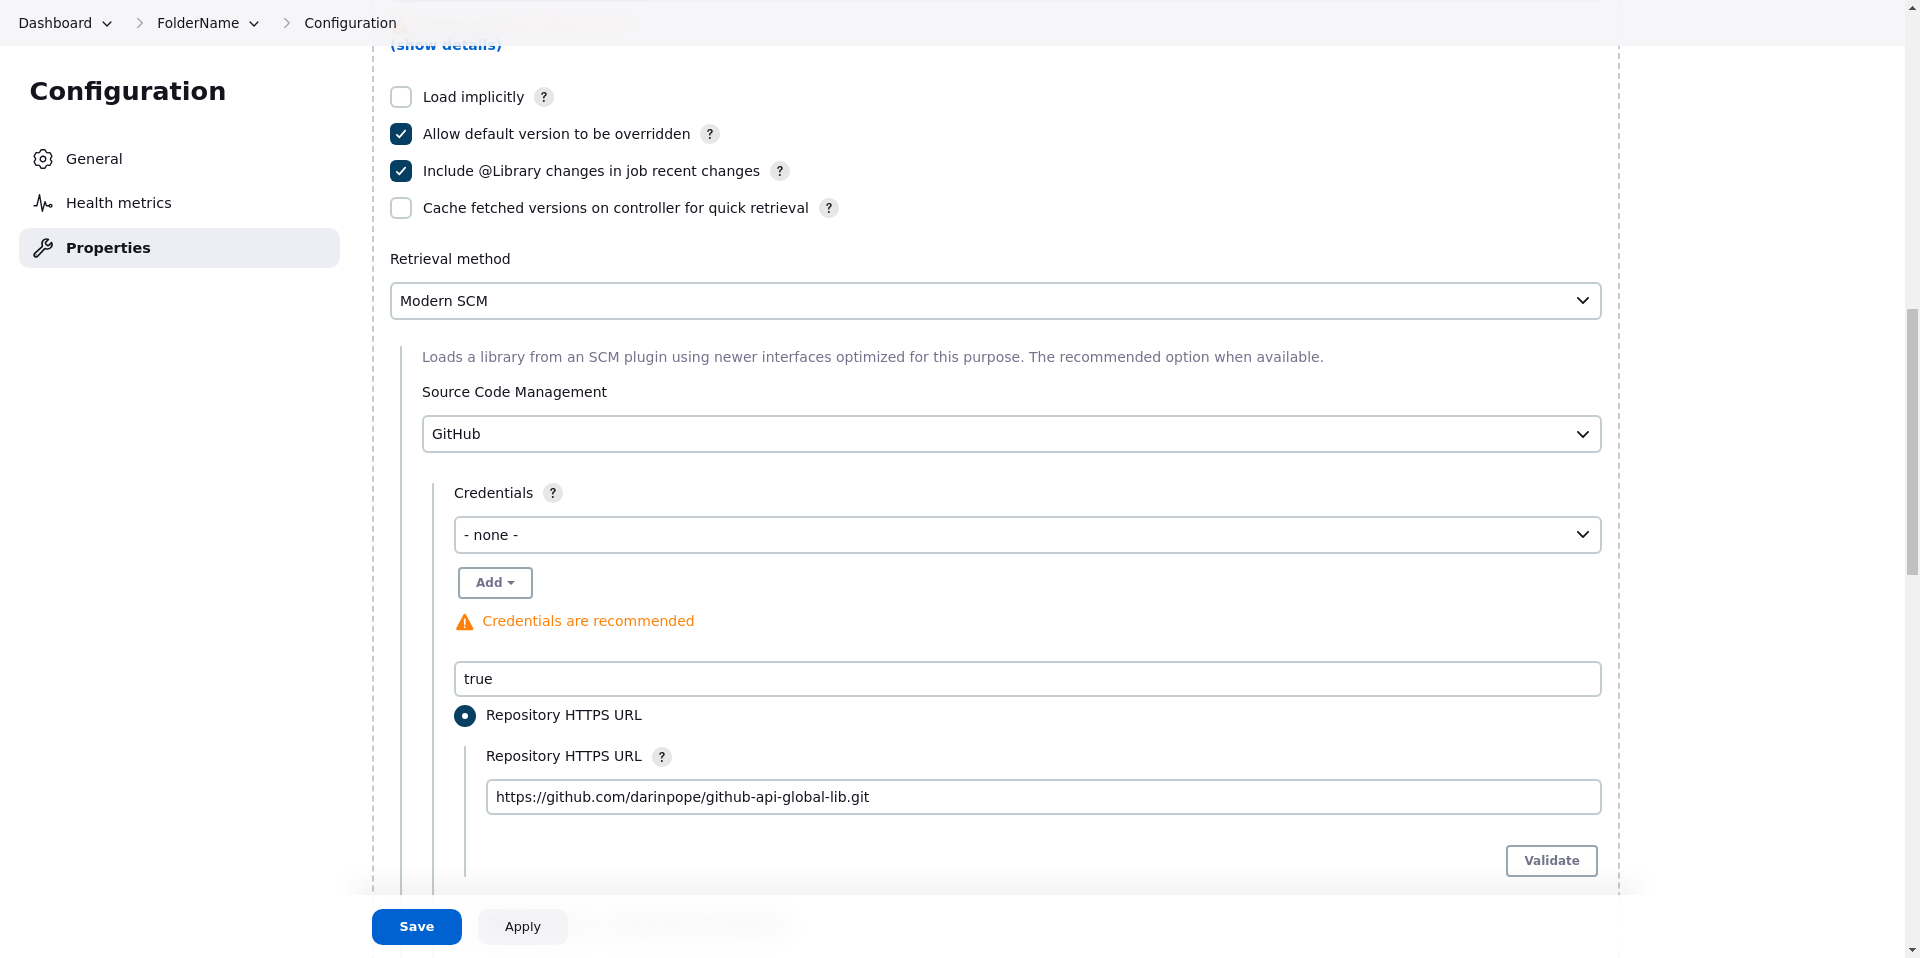 Dashboard FolderName Configuration
(show details)
Configuration
General
Health metrics
Properties
Load implicitly ?
Allow default version to be overridden ?
Include @Library changes in job recent changes ?
Cache fetched versions on controller for quick retrieval ?
Retrieval method
Modern SCM
Loads a library from an SCM plugin using newer interfaces optimized for this purpose. The recommended option when available.
Source Code Management
GitHub
Credentials ?
- none -
Add
Credentials are recommended
true
Repository HTTPS URL
Repository HTTPS URL ?
https://github.com/darinpope/github-api-global-lib.git
Validate
Save Apply